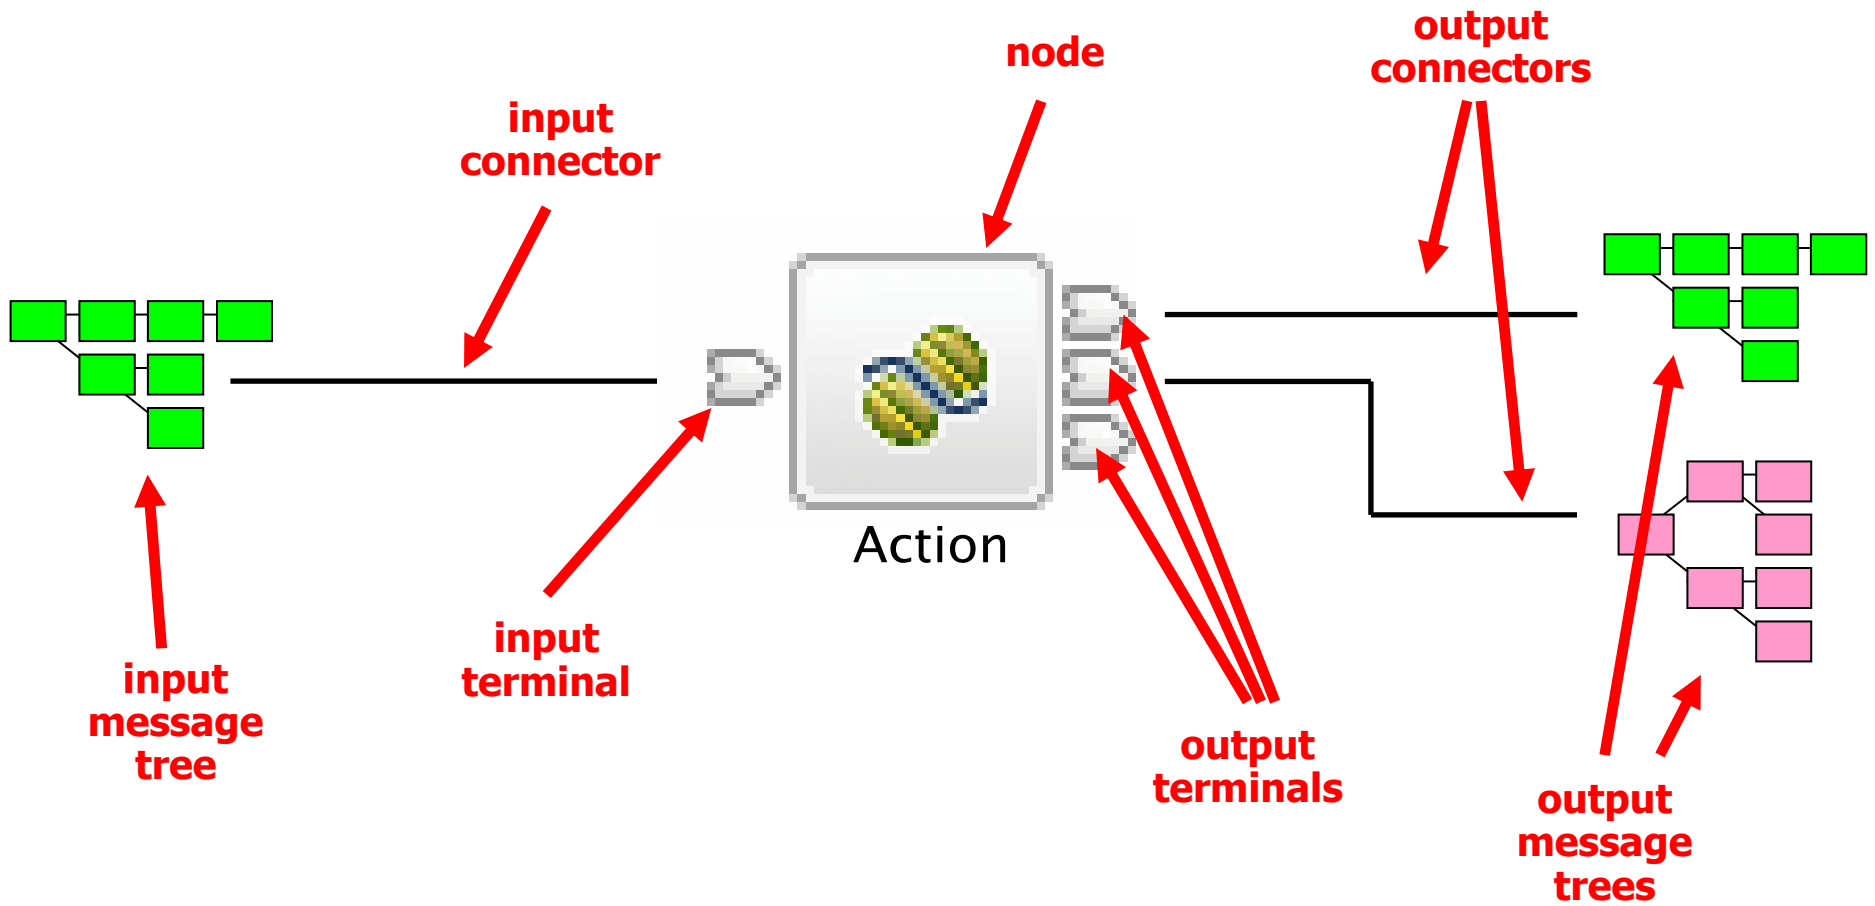 output
connectors
node
input
connector
Action
input
terminal
input
message
tree
output
terminals
output
message
trees